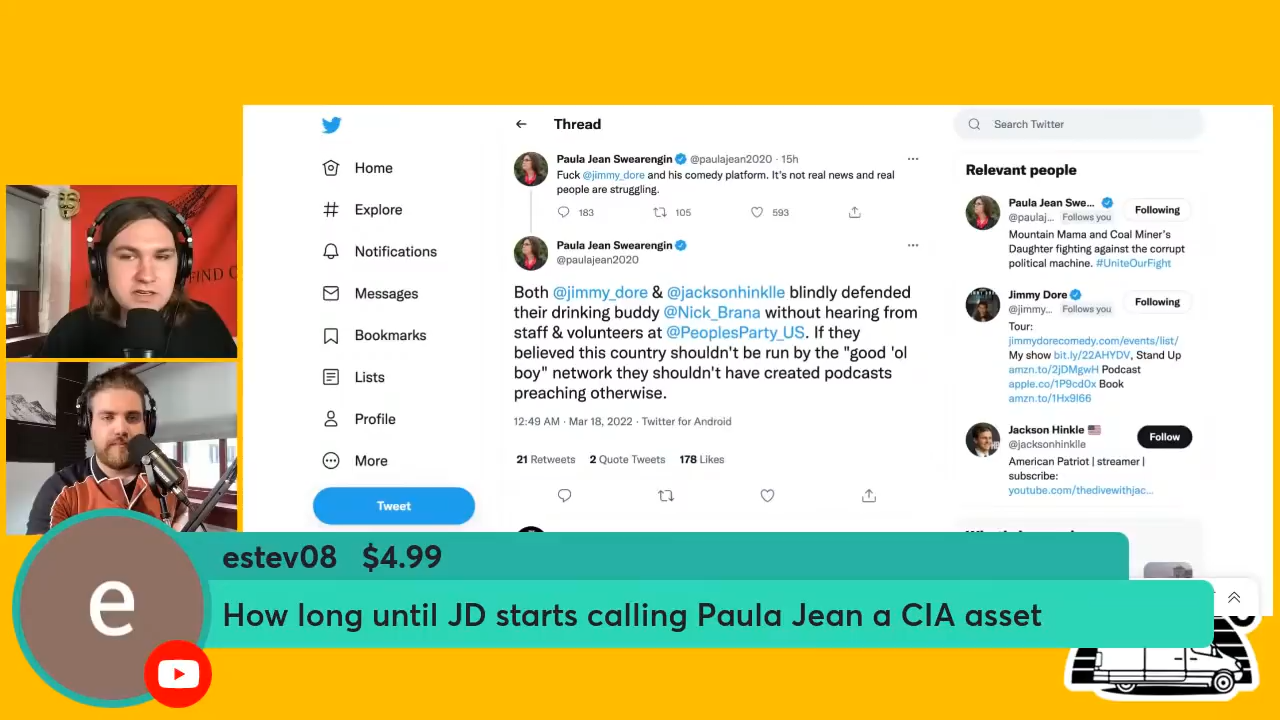 Thread
Search Twitter
Home
Explore
Notifications
Messages
Bookmarks
Lists
Profile
More
Tweet
Paula Jean Swearengin @paulajean2020 · 15h
Fuck @jimmy_dore and his comedy platform. It's not real news and real
people are struggling.
183 105 593
Paula Jean Swearengin
@paulajean2020
Both @jimmy_dore & @jacksonhinklle blindly defended
their drinking buddy @Nick_Brana without hearing from
staff & volunteers at @PeoplesParty_US. If they
believed this country shouldn't be run by the "good 'ol
boy" network they shouldn't have created podcasts
preaching otherwise.
12:49 AM · Mar 18, 2022 · Twitter for Android
21 Retweets 2 Quote Tweets 178 Likes
Relevant people
Paula Jean Swe...
@paulaj... Follows you
Following
Mountain Mama and Coal Miner's
Daughter fighting against the corrupt
political machine. #UniteOurFight
Jimmy Dore
@jimmy... Follows you
Following
Tour:
jimmydorecomedy.com/events/list/
My show bit.ly/22AHYDV, Stand Up
amzn.to/2jDMgwH Podcast
apple.co/1P9cd0x Book
amzn.to/1Hx9I66
Jackson Hinkle
@jacksonhinklle
Follow
American Patriot | streamer |
subscribe:
youtube.com/thedivewithjac...
FIND
e
estev08 $4.99
How long until JD starts calling Paula Jean a CIA asset